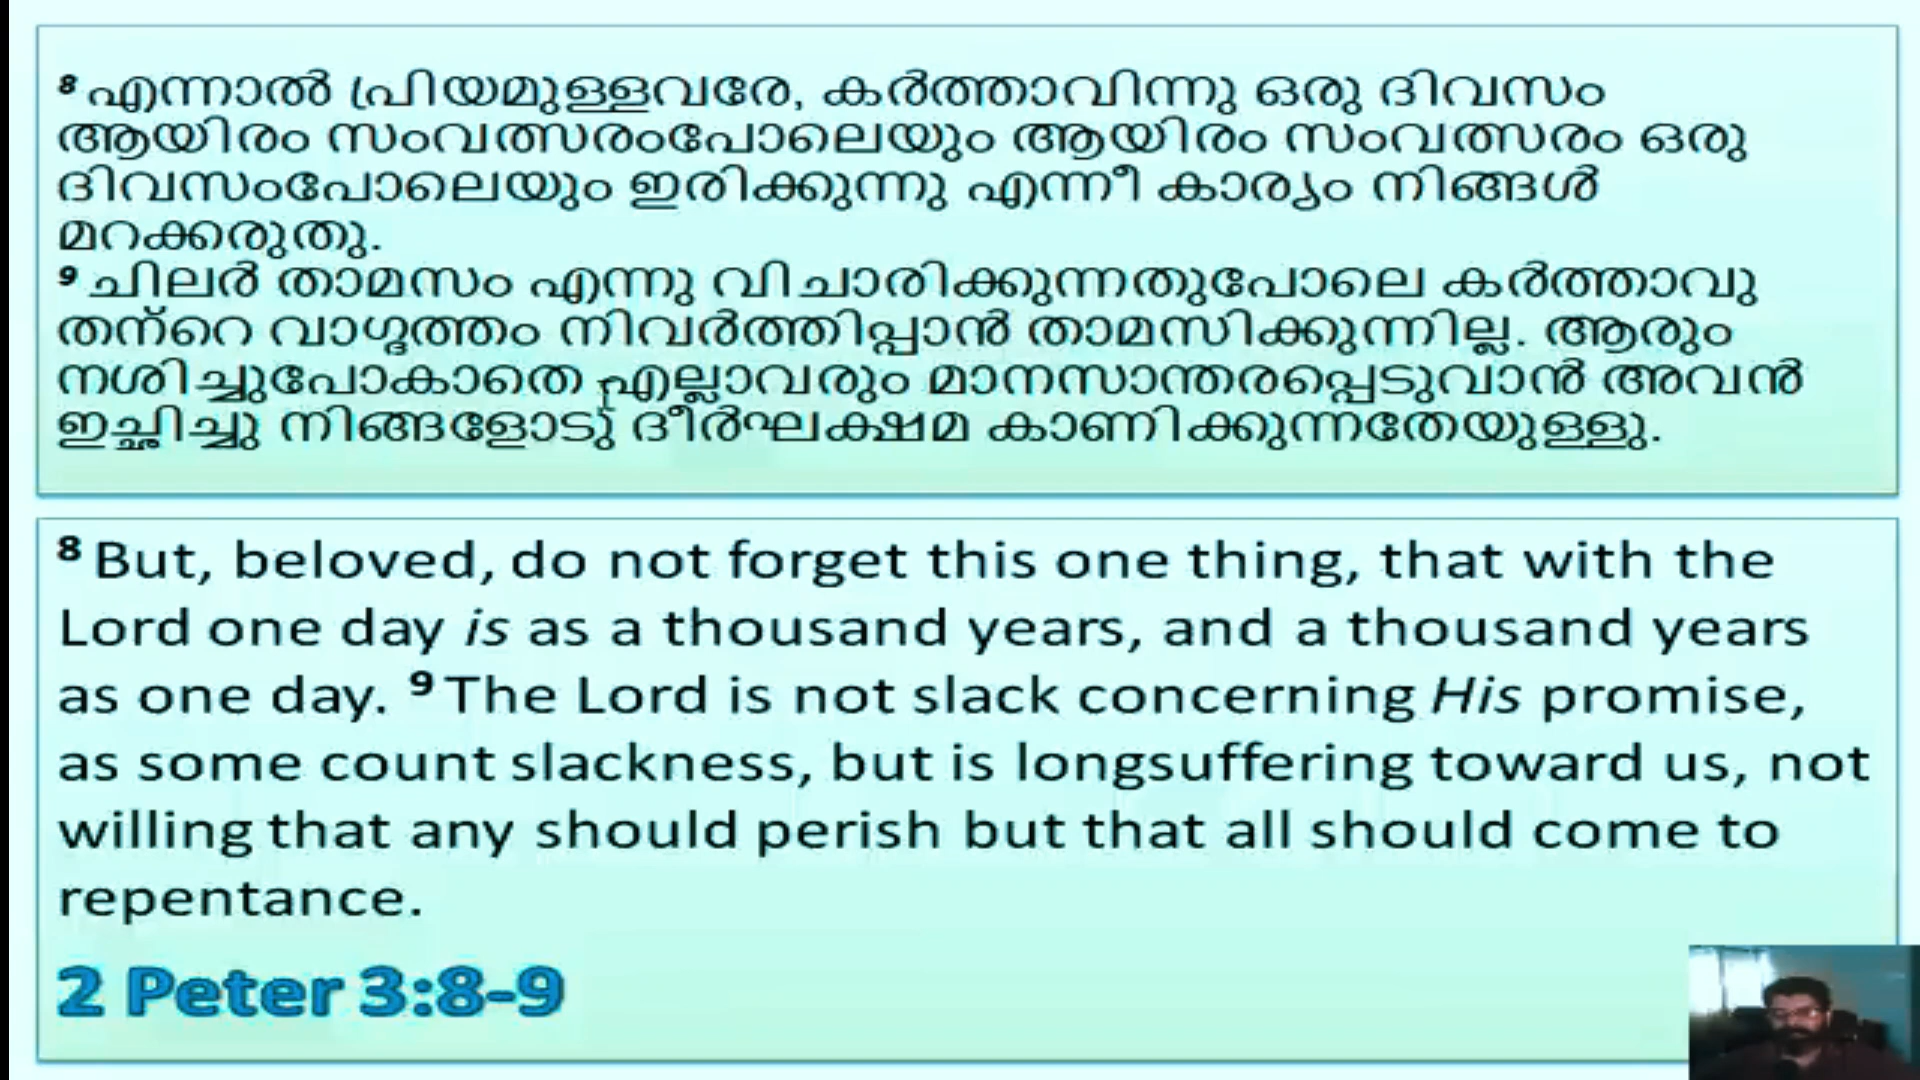 8 എന്നാൽ പ്രിയമുള്ളവരേ, കർത്താവിന്നു ഒരു ദിവസം
ആയിരം സംവത്സരംപോലെയും ആയിരം സംവത്സരം ഒരു
ദിവസംപോലെയും ഇരിക്കുന്നു എന്നീ കാര്യം നിങ്ങൾ
മറക്കരുതു.
9 ചിലർ താമസം എന്നു വിചാരിക്കുന്നതുപോലെ കർത്താവു
തന്റെ വാഗ്ദത്തം നിവർത്തിപ്പാൻ താമസിക്കുന്നില്ല. ആരും
നശിച്ചുപോകാതെ എല്ലാവരും മാനസാന്തരപ്പെടുവാൻ അവൻ
ഇച്ഛിച്ചു നിങ്ങളോടു ദീർഘക്ഷമ കാണിക്കുന്നതേയുള്ളു.
8 But, beloved, do not forget this one thing, that with the
Lord one day is as a thousand years, and a thousand years
as one day. 9 The Lord is not slack concerning His promise,
as some count slackness, but is longsuffering toward us, not
willing that any should perish but that all should come to
repentance.
2 Peter 3:8-9